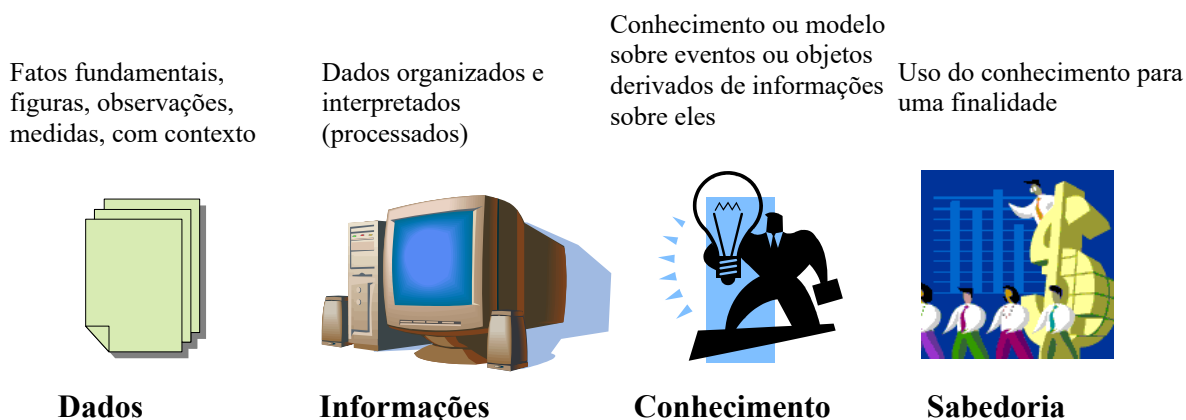 Fatos fundamentais,
figuras, observações,
medidas, com contexto
Dados organizados e
interpretados
(processados)
Conhecimento ou modelo
sobre eventos ou objetos
derivados de informações
sobre eles
Uso do conhecimento para
uma finalidade
Dados
Informações
Conhecimento
Sabedoria